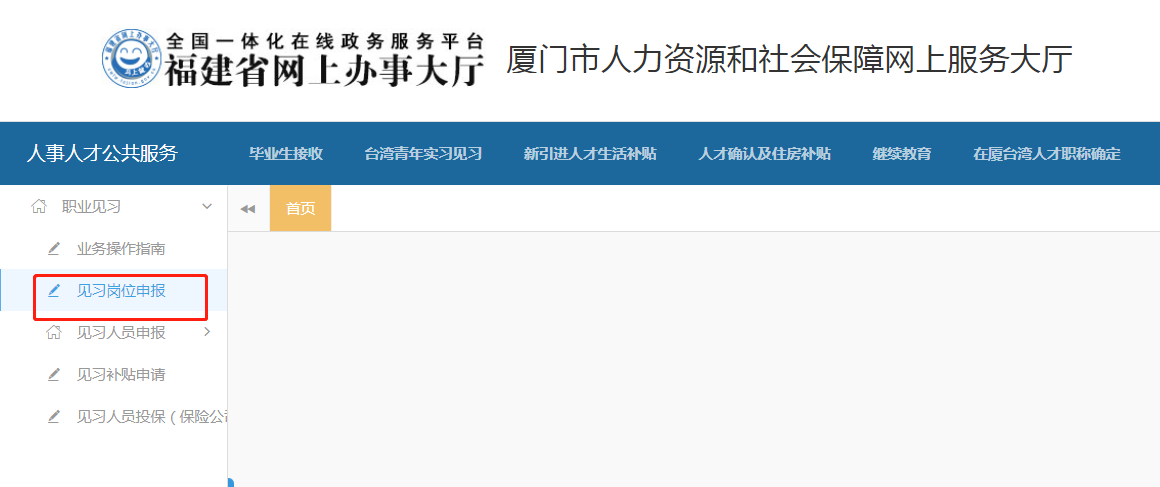 全国一体化在线政务服务平台
福建省网上办事大厅
厦门市人力资源和社会保障网上服务大厅
人事人才公共服务 毕业生接收 台湾青年实习见习 新引进人才生活补贴 人才确认及住房补贴 继续教育 在厦台湾人才职称确定
职业见习
首页
业务操作指南
见习岗位申报
见习人员申报
见习补贴申请
见习人员投保（保险公